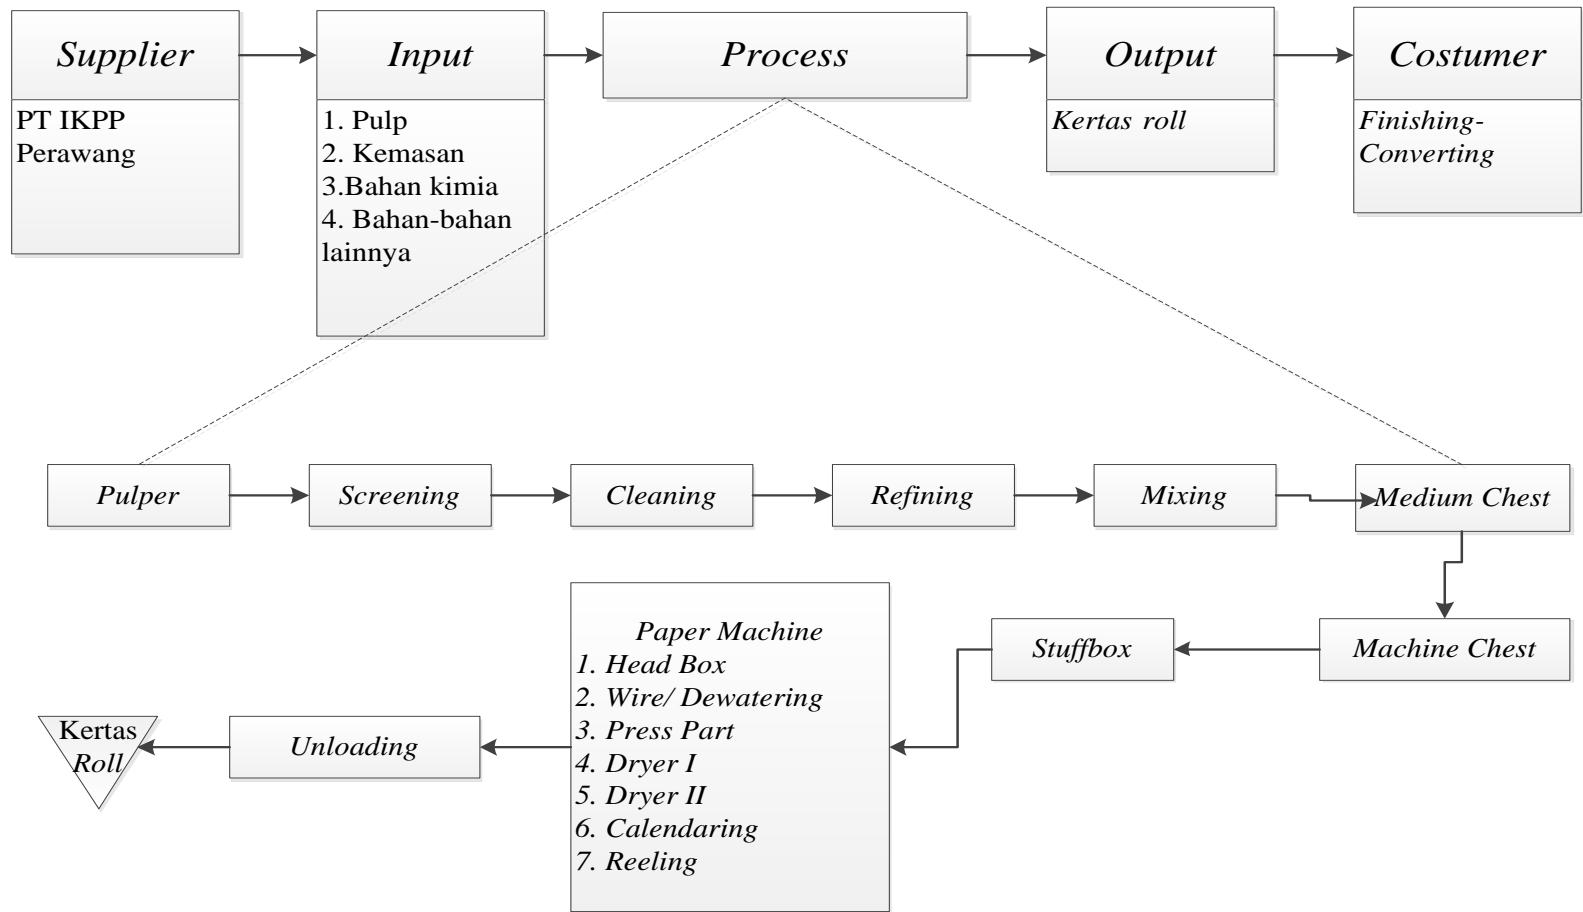 Supplier
PT IKPP
Perawang
Input
1. Pulp
2. Kemasan
3.Bahan kimia
4. Bahan-bahan
lainnya
Process
Output
Kertas roll
Costumer
Finishing-
Converting
Pulper
Screening
Cleaning
Refining
Mixing
Medium Chest
Machine Chest
Stuffbox
Paper Machine
1. Head Box
2. Wire/ Dewatering
3. Press Part
4. Dryer I
5. Dryer II
6. Calendaring
7. Reeling
Unloading
Kertas
Roll